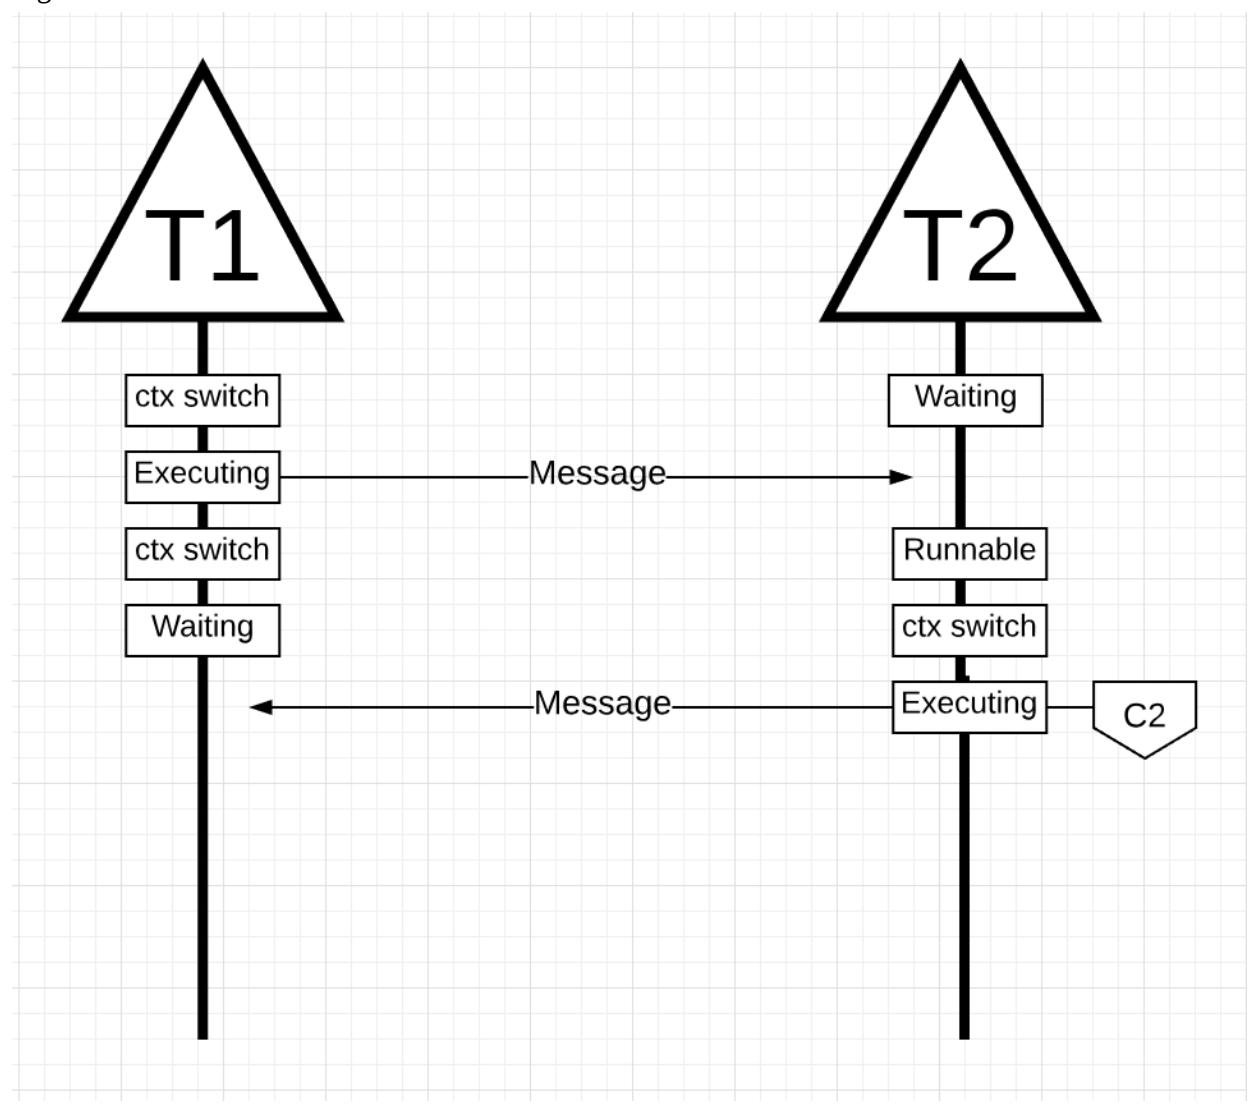 T1
T2
ctx switch
Waiting
Executing
Message
ctx switch
Runnable
Waiting
ctx switch
Message
Executing
C2